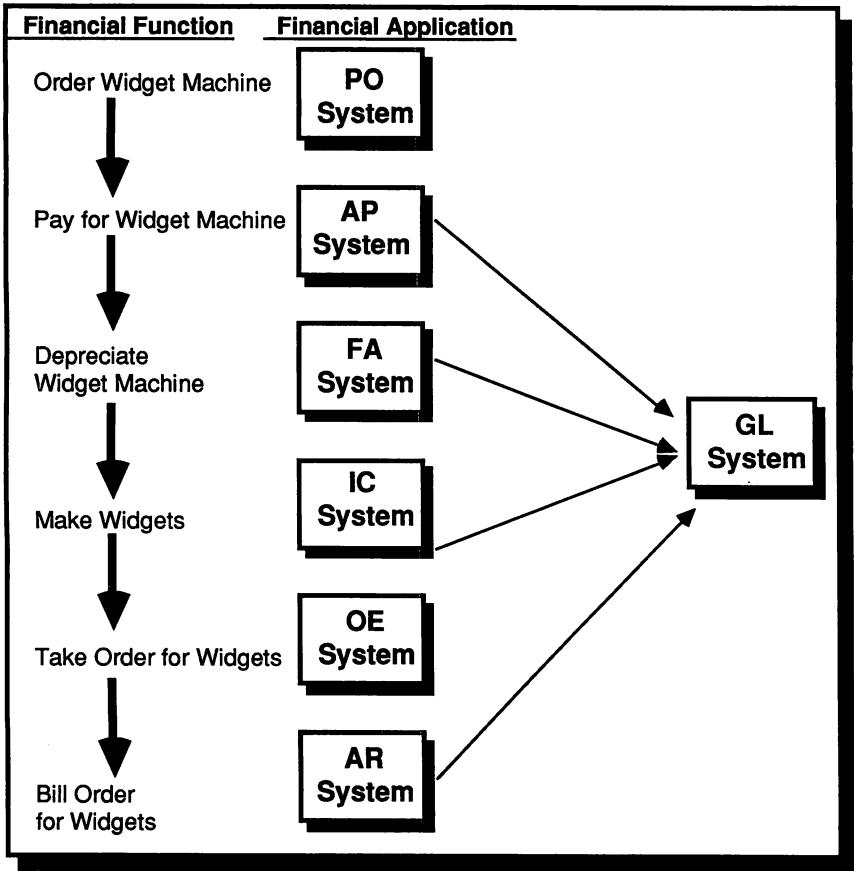 Financial Function Financial Application
Order Widget Machine
PO
System
Pay for Widget Machine
AP
System
Depreciate
Widget Machine
FA
System
GL
System
Make Widgets
IC
System
Take Order for Widgets
OE
System
Bill Order
for Widgets
AR
System